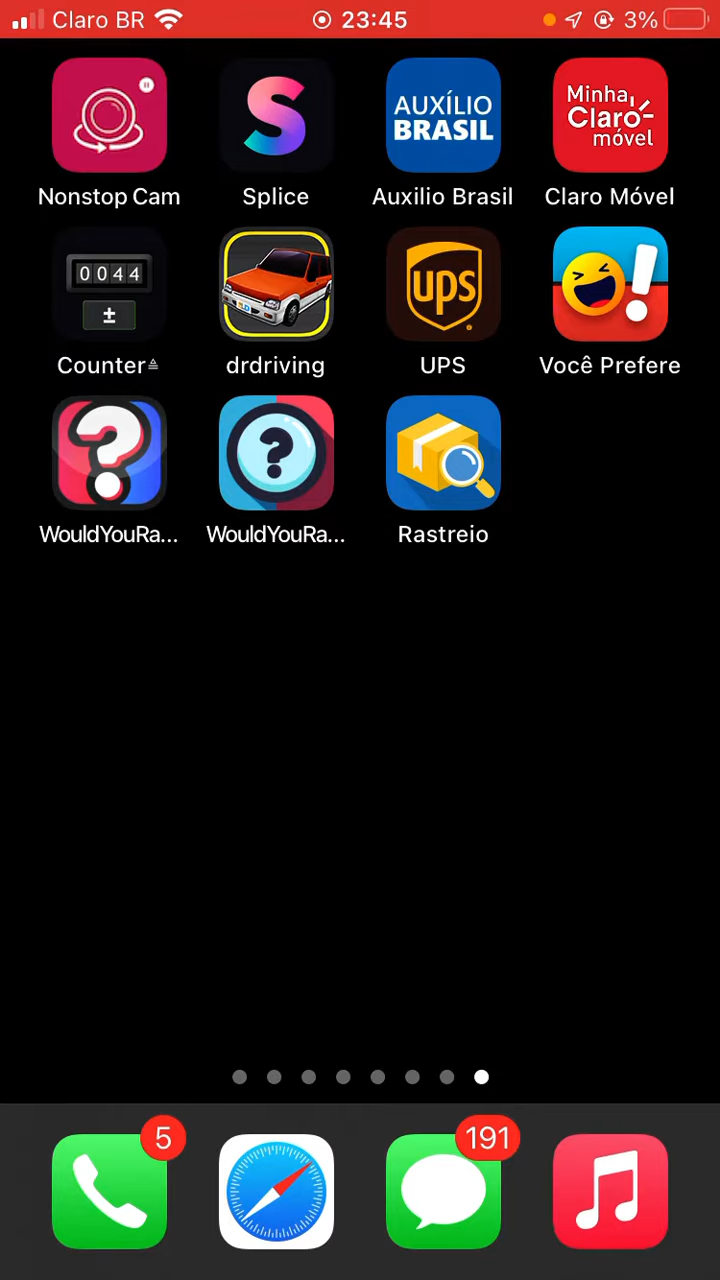 Claro BR 23:45 3%
AUXÍLIO
BRASIL
Minha
Claro
móvel
Nonstop Cam Splice Auxilio Brasil Claro Móvel
0044
±
ups
Counter≜ drdriving UPS Você Prefere
WouldYouRa... WouldYouRa... Rastreio
5 191